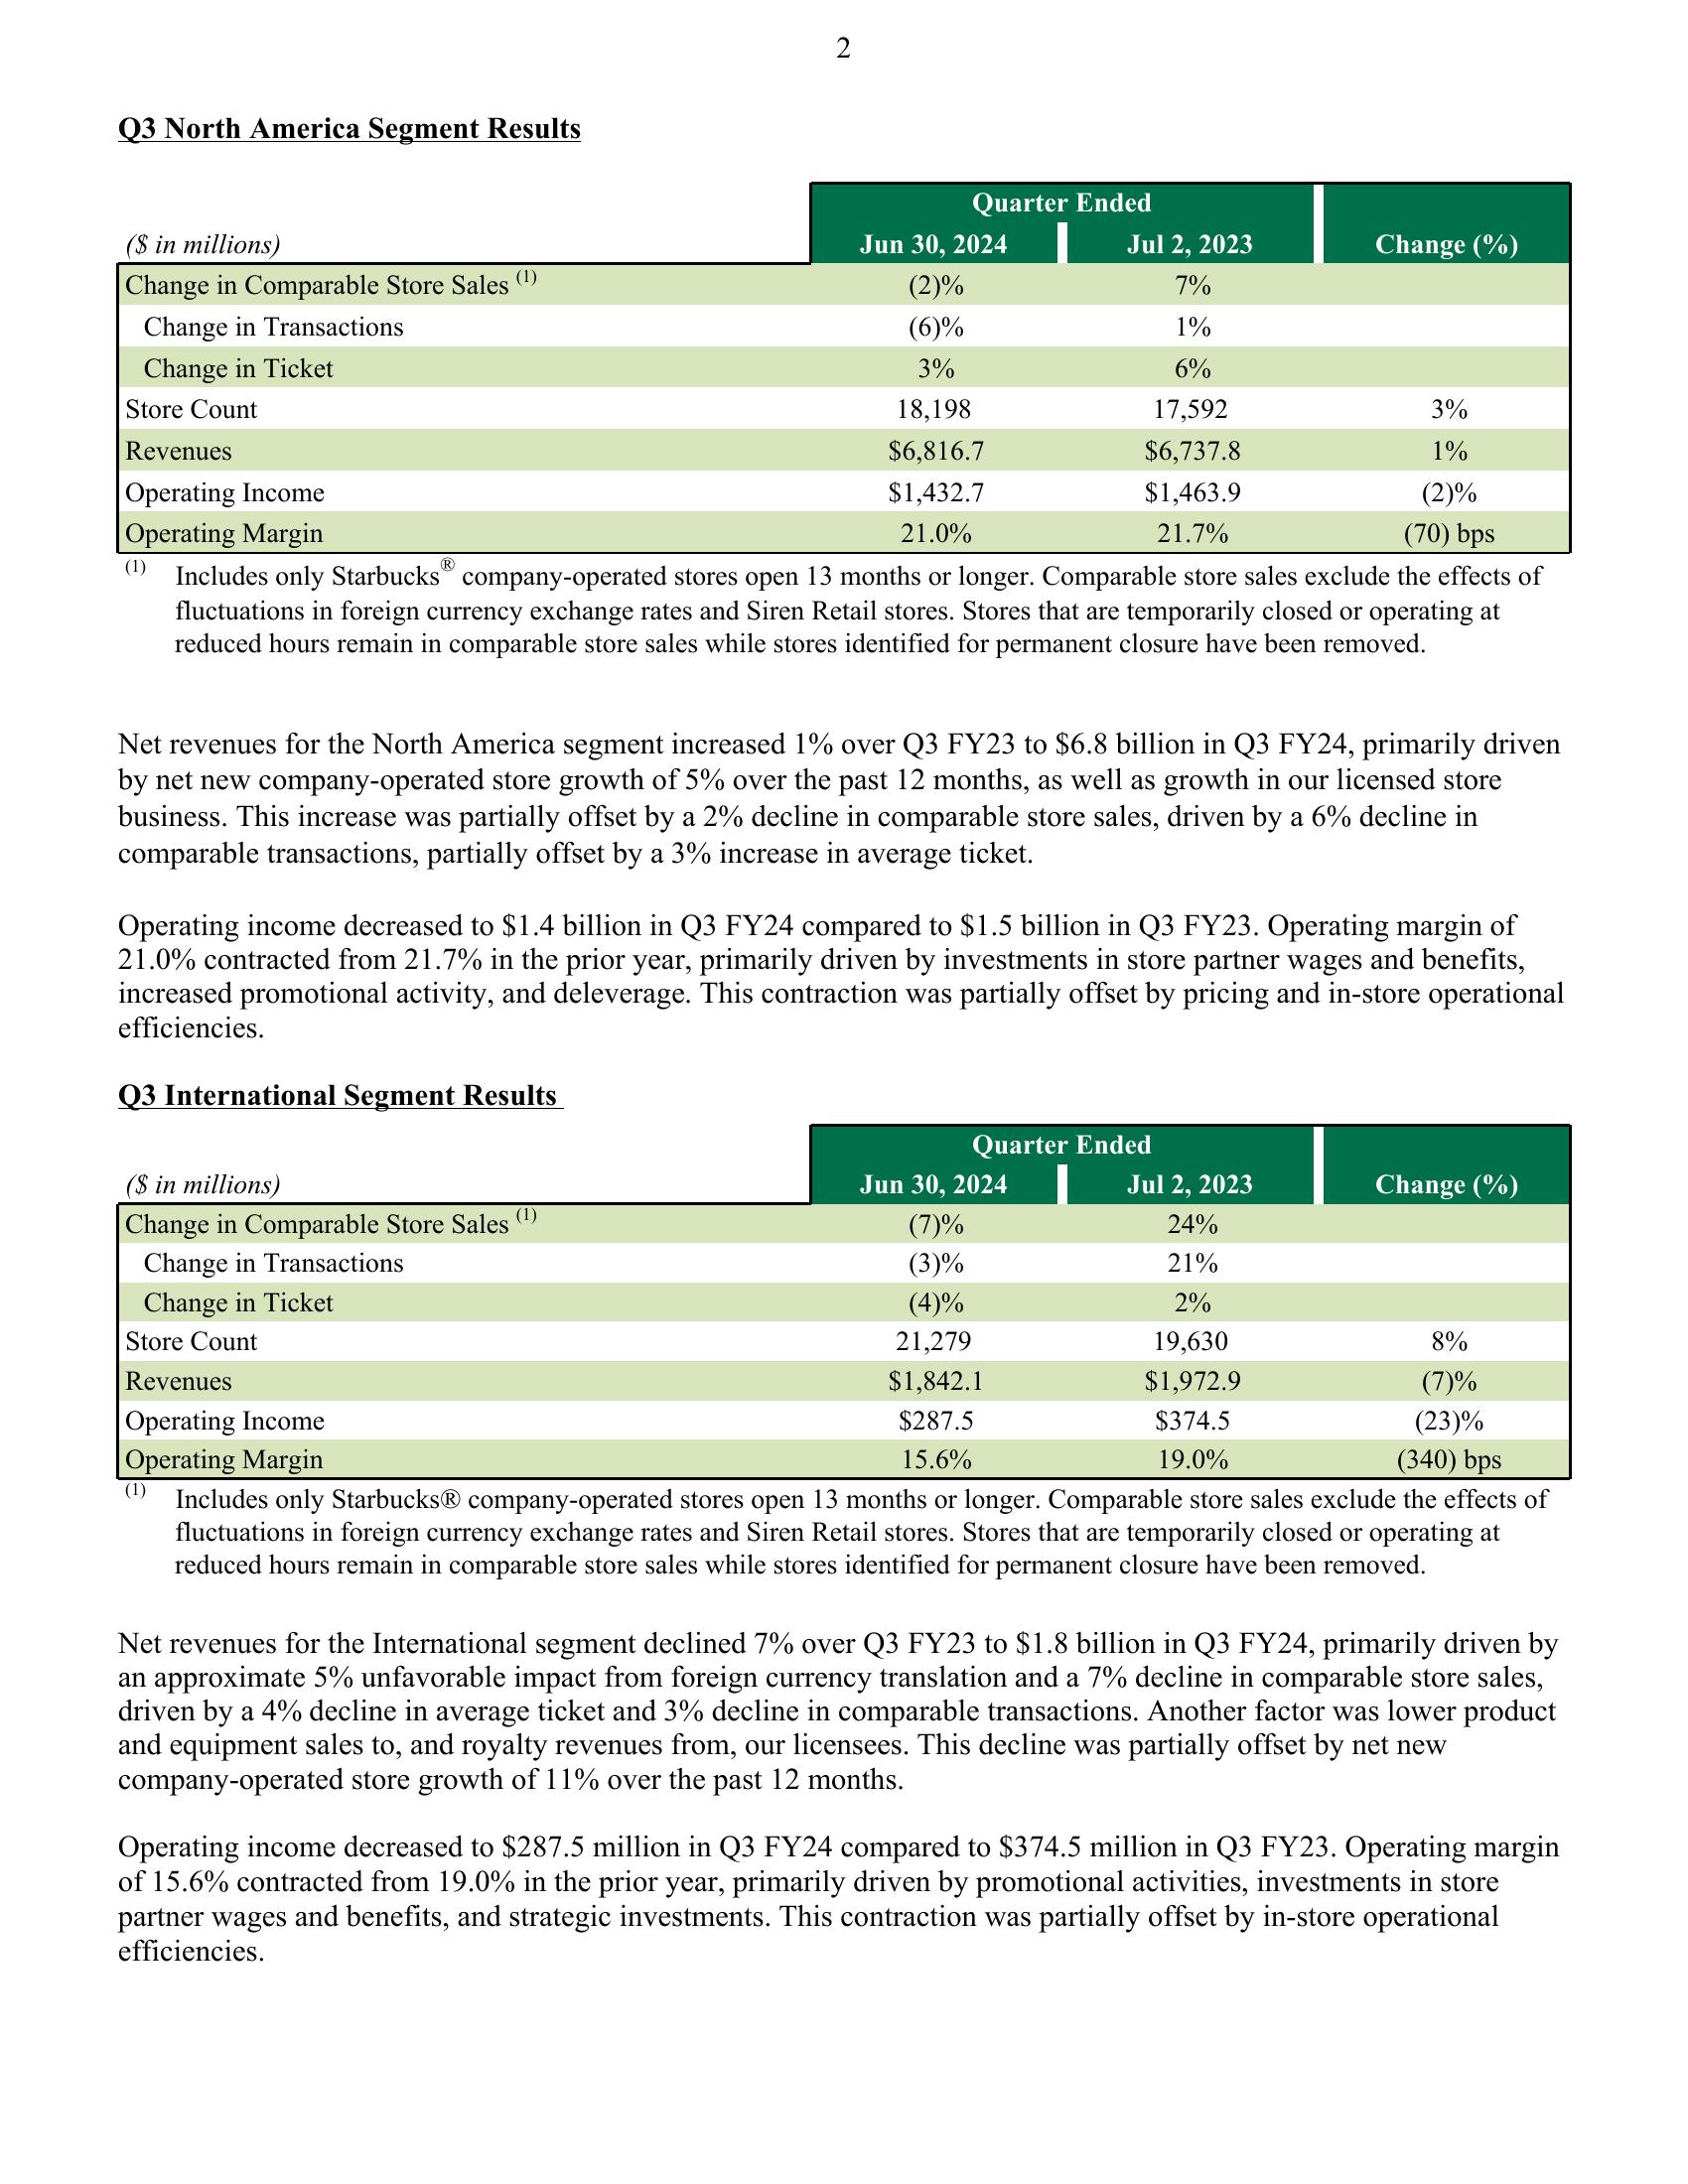 2
Q3 North America Segment Results
Quarter Ended
($ in millions) Jun 30, 2024 Jul 2, 2023 Change (%)
Change in Comparable Store Sales (1) (2)% 7%
Change in Transactions (6)% 1%
Change in Ticket 3% 6%
Store Count 18,198 17,592 3%
Revenues $6,816.7 $6,737.8 1%
Operating Income $1,432.7 $1,463.9 (2)%
Operating Margin 21.0% 21.7% (70) bps
(1) Includes only Starbucks® company-operated stores open 13 months or longer. Comparable store sales exclude the effects of
fluctuations in foreign currency exchange rates and Siren Retail stores. Stores that are temporarily closed or operating at
reduced hours remain in comparable store sales while stores identified for permanent closure have been removed.
Net revenues for the North America segment increased 1% over Q3 FY23 to $6.8 billion in Q3 FY24, primarily driven
by net new company-operated store growth of 5% over the past 12 months, as well as growth in our licensed store
business. This increase was partially offset by a 2% decline in comparable store sales, driven by a 6% decline in
comparable transactions, partially offset by a 3% increase in average ticket.
Operating income decreased to $1.4 billion in Q3 FY24 compared to $1.5 billion in Q3 FY23. Operating margin of
21.0% contracted from 21.7% in the prior year, primarily driven by investments in store partner wages and benefits,
increased promotional activity, and deleverage. This contraction was partially offset by pricing and in-store operational
efficiencies.
Q3 International Segment Results
Quarter Ended
($ in millions) Jun 30, 2024 Jul 2, 2023 Change (%)
Change in Comparable Store Sales (1) (7)% 24%
Change in Transactions (3)% 21%
Change in Ticket (4)% 2%
Store Count 21,279 19,630 8%
Revenues $1,842.1 $1,972.9 (7)%
Operating Income $287.5 $374.5 (23)%
Operating Margin 15.6% 19.0% (340) bps
(1) Includes only Starbucks® company-operated stores open 13 months or longer. Comparable store sales exclude the effects of
fluctuations in foreign currency exchange rates and Siren Retail stores. Stores that are temporarily closed or operating at
reduced hours remain in comparable store sales while stores identified for permanent closure have been removed.
Net revenues for the International segment declined 7% over Q3 FY23 to $1.8 billion in Q3 FY24, primarily driven by
an approximate 5% unfavorable impact from foreign currency translation and a 7% decline in comparable store sales,
driven by a 4% decline in average ticket and 3% decline in comparable transactions. Another factor was lower product
and equipment sales to, and royalty revenues from, our licensees. This decline was partially offset by net new
company-operated store growth of 11% over the past 12 months.
Operating income decreased to $287.5 million in Q3 FY24 compared to $374.5 million in Q3 FY23. Operating margin
of 15.6% contracted from 19.0% in the prior year, primarily driven by promotional activities, investments in store
partner wages and benefits, and strategic investments. This contraction was partially offset by in-store operational
efficiencies.